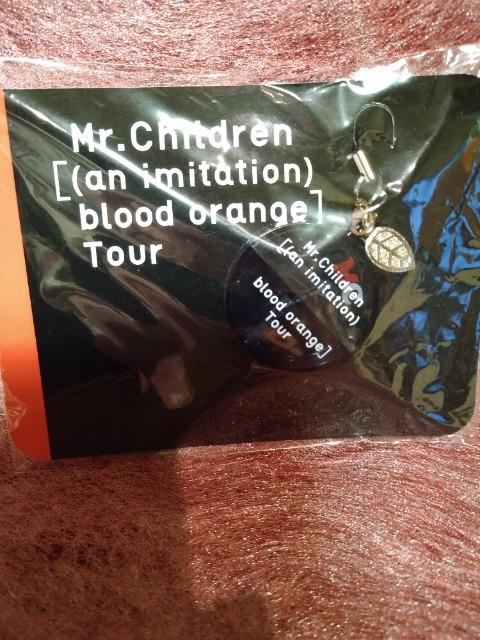 Mr.Children
[(an imitation)
blood orange]
Tour
Mr.Children
[(an imitation)
blood orange]
Tour